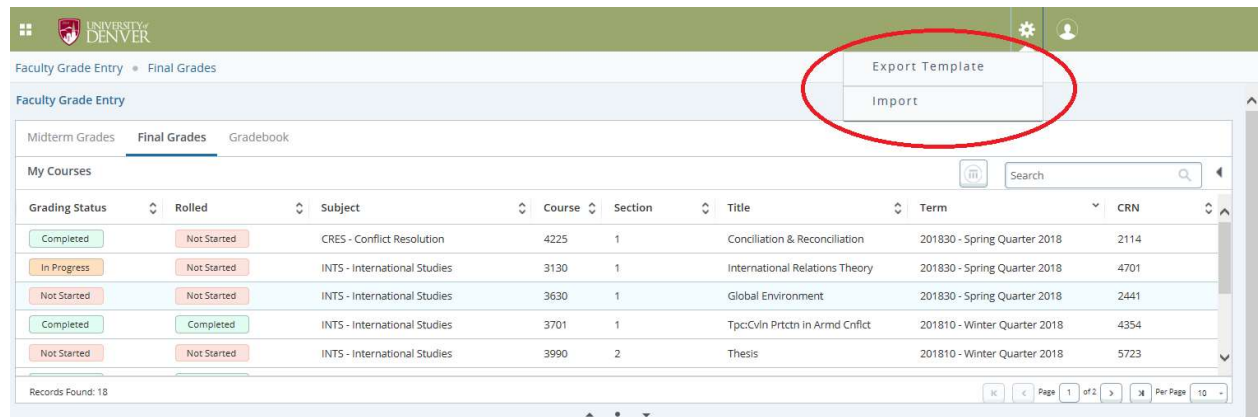 UNIVERSITY of
DENVER
Faculty Grade Entry • Final Grades
Export Template
Import
Faculty Grade Entry
Midterm Grades Final Grades Gradebook
My Courses Search
Grading Status Rolled Subject Course Section Title Term CRN
Completed Not Started CRES - Conflict Resolution 4225 1 Conciliation & Reconciliation 201830 - Spring Quarter 2018 2114
In Progress Not Started INTS - International Studies 3130 1 International Relations Theory 201830 - Spring Quarter 2018 4701
Not Started Not Started INTS - International Studies 3630 1 Global Environment 201830 - Spring Quarter 2018 2441
Completed Completed INTS - International Studies 3701 1 Tpc:Cvln Prtctn in Armd Cnflct 201810 - Winter Quarter 2018 4354
Not Started Not Started INTS - International Studies 3990 2 Thesis 201810 - Winter Quarter 2018 5723
Records Found: 18 Page 1 of 2 Per Page 10